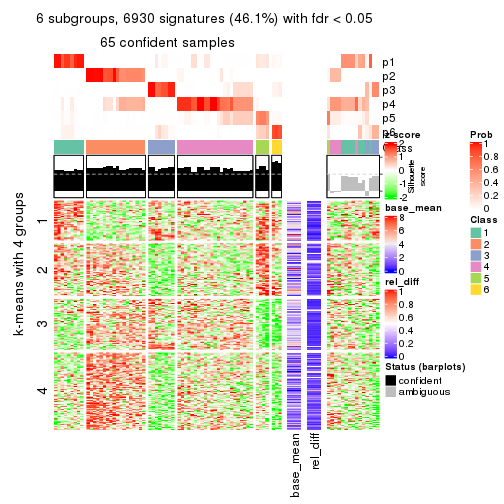 6 subgroups, 6930 signatures (46.1%) with fdr < 0.05
65 confident samples
p1
p2
p3
p4
p5
p6
Class
Silhouette
score
k-means with 4 groups
1
2
3
4
base_mean
rel_diff
z-score
2
1
0
-1
-2
base_mean
8
6
4
2
0
rel_diff
1
0.8
0.6
0.4
0.2
0
Status (barplots)
confident
ambiguous
Prob
1
0.8
0.6
0.4
0.2
0
Class
1
2
3
4
5
6